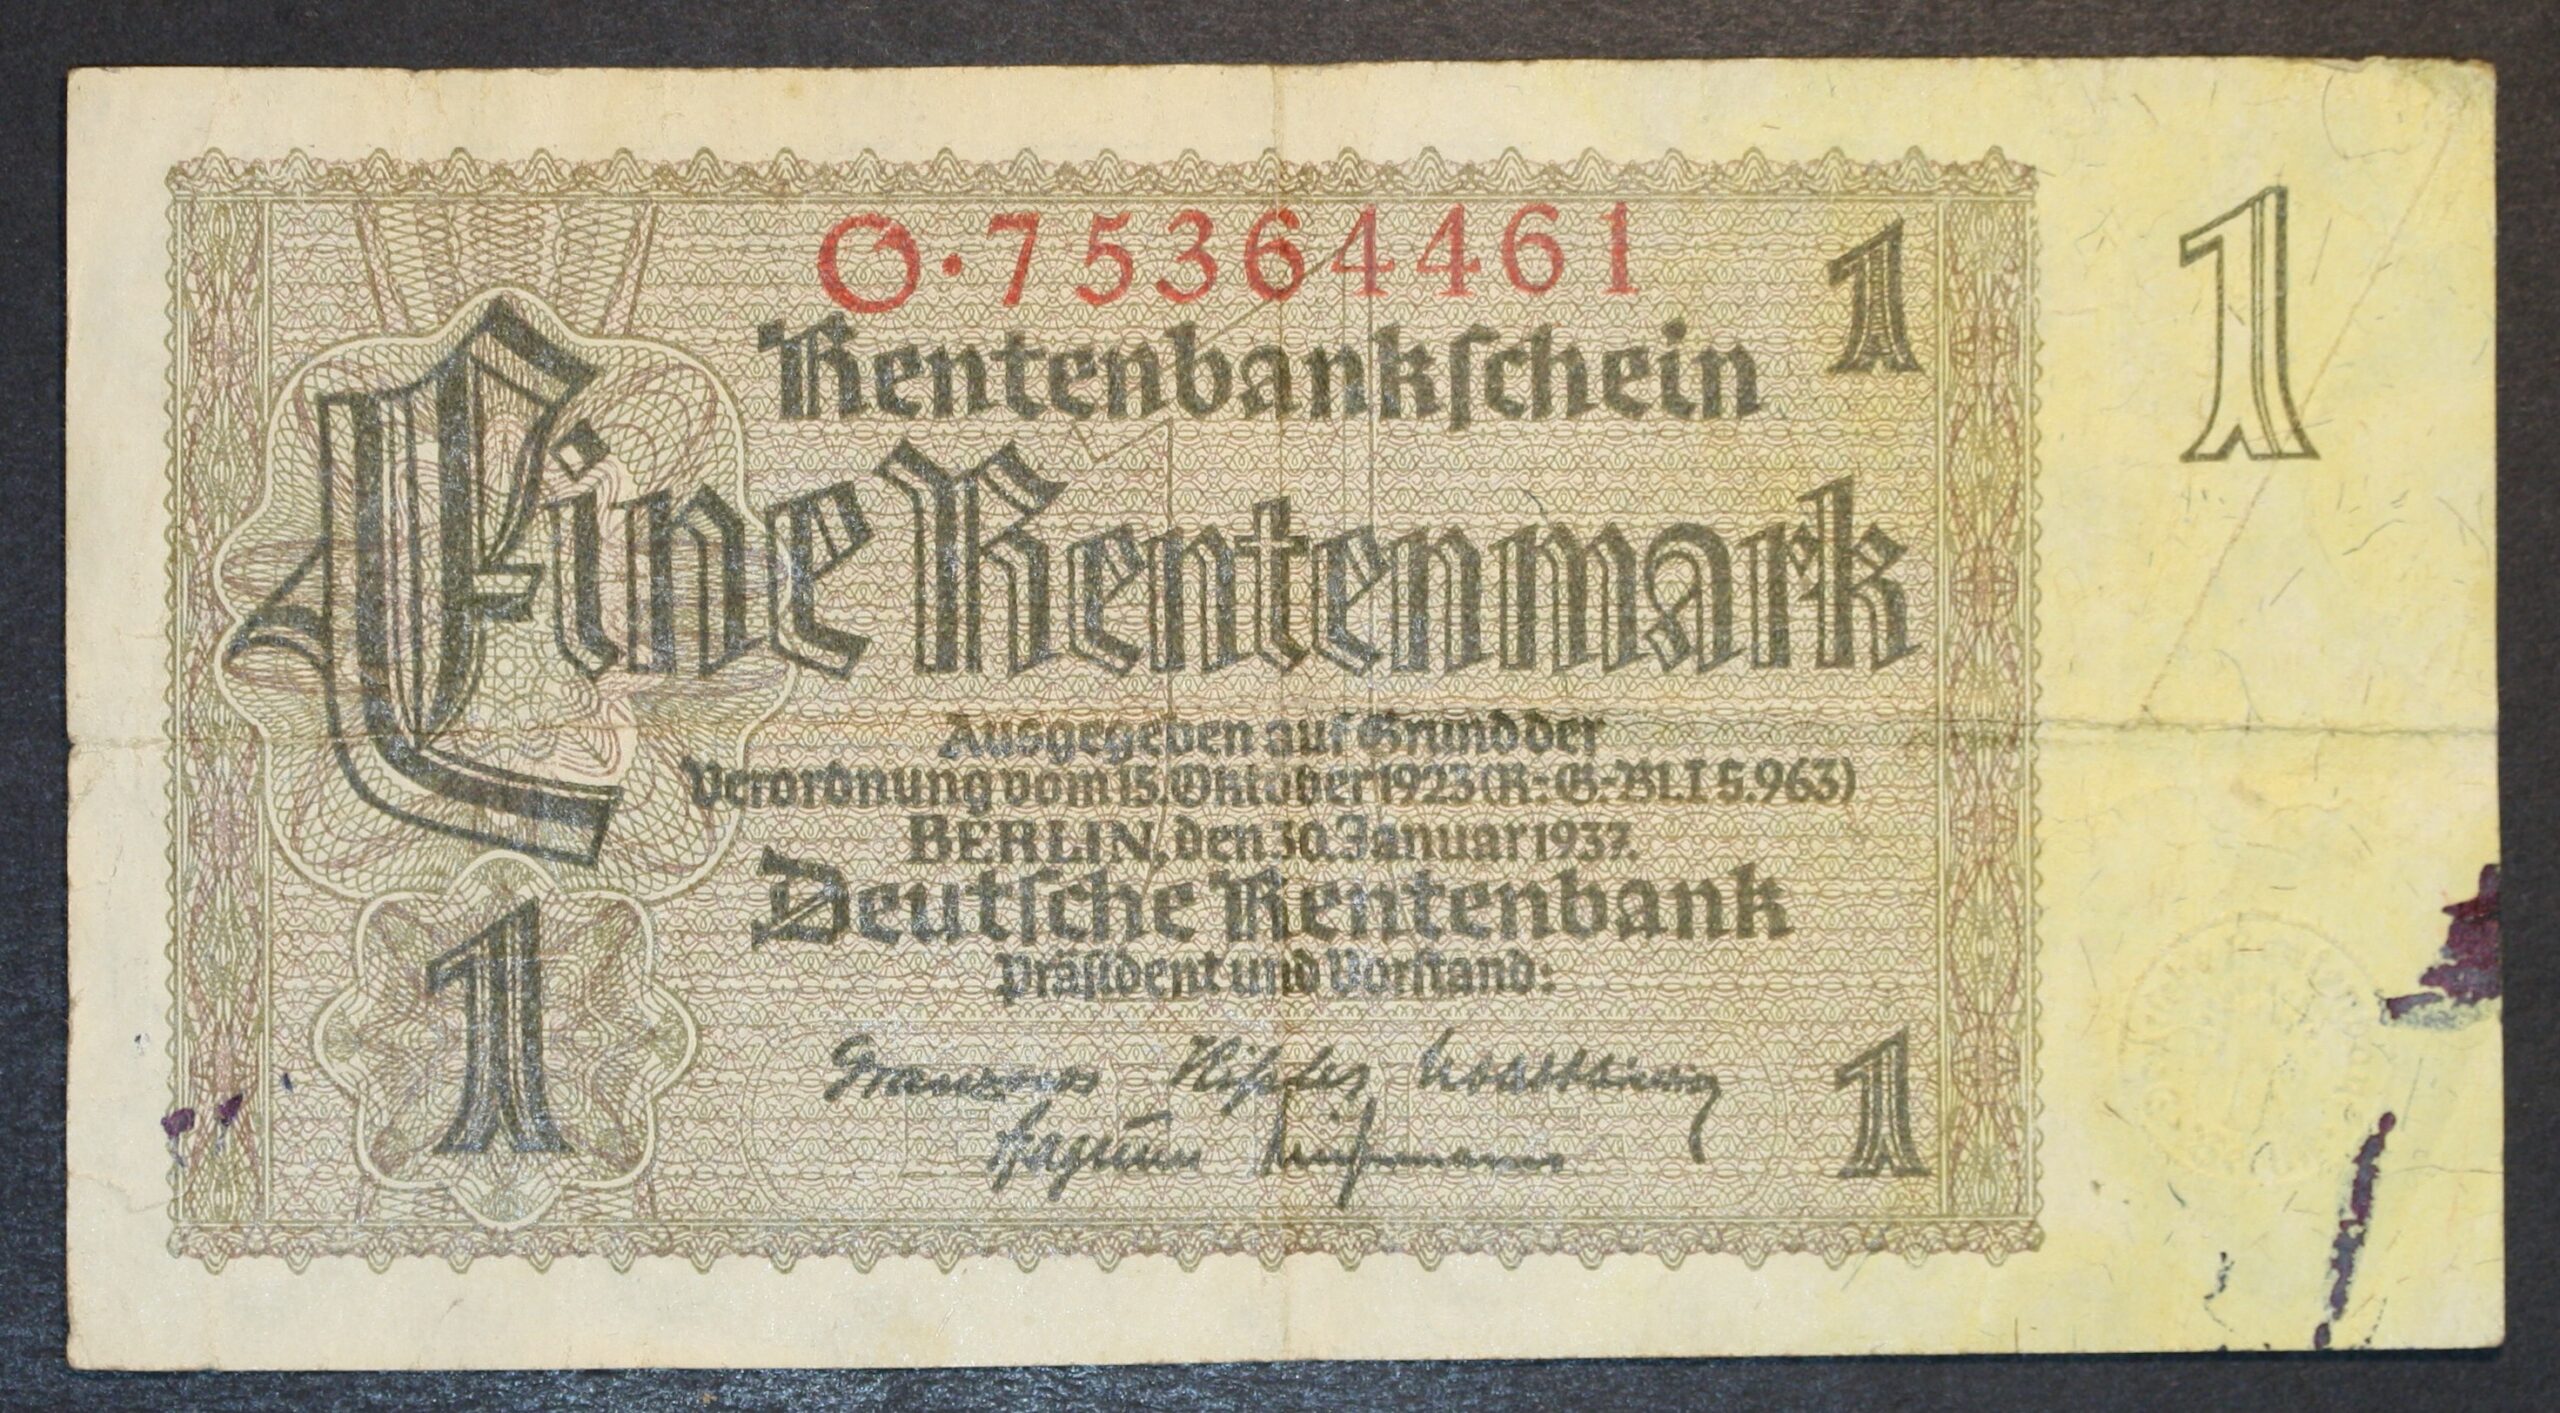 O·75364461
1
1
Rentenbankſchein
Eine Rentenmark
Ausgegeben auf Grund der
Verordnung vom 15. Oktober 1923 (R.-G.-Bl. I S. 963)
BERLIN, den 30. Januar 1937.
Deutſche Rentenbank
Präſident und Vorſtand:
1
1